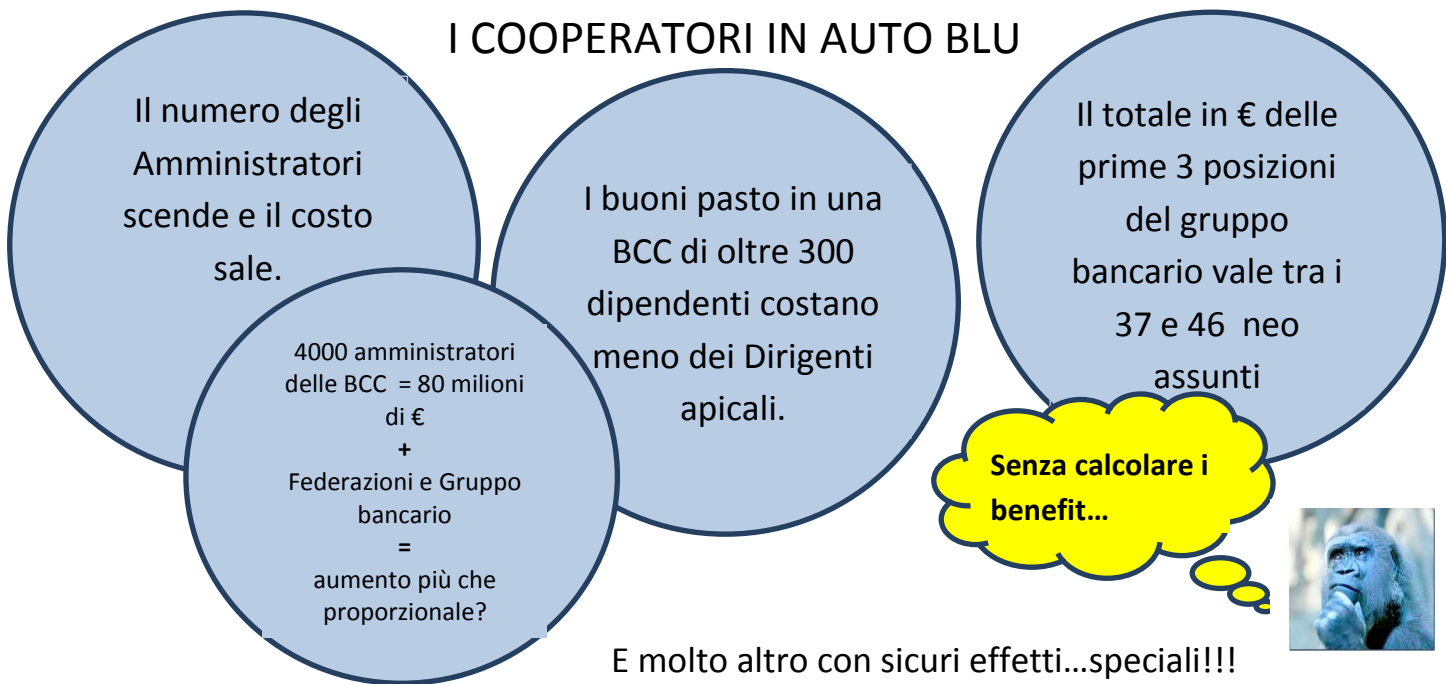 I COOPERATORI IN AUTO BLU
Il numero degli
Amministratori
scende e il costo
sale.
4000 amministratori
delle BCC = 80 milioni
di €
+
Federazioni e Gruppo
bancario
=
aumento più che
proporzionale?
I buoni pasto in una
BCC di oltre 300
dipendenti costano
meno dei Dirigenti
apicali.
Il totale in € delle
prime 3 posizioni
del gruppo
bancario vale tra i
37 e 46 neo
assunti
Senza calcolare i
benefit…
E molto altro con sicuri effetti…speciali!!!